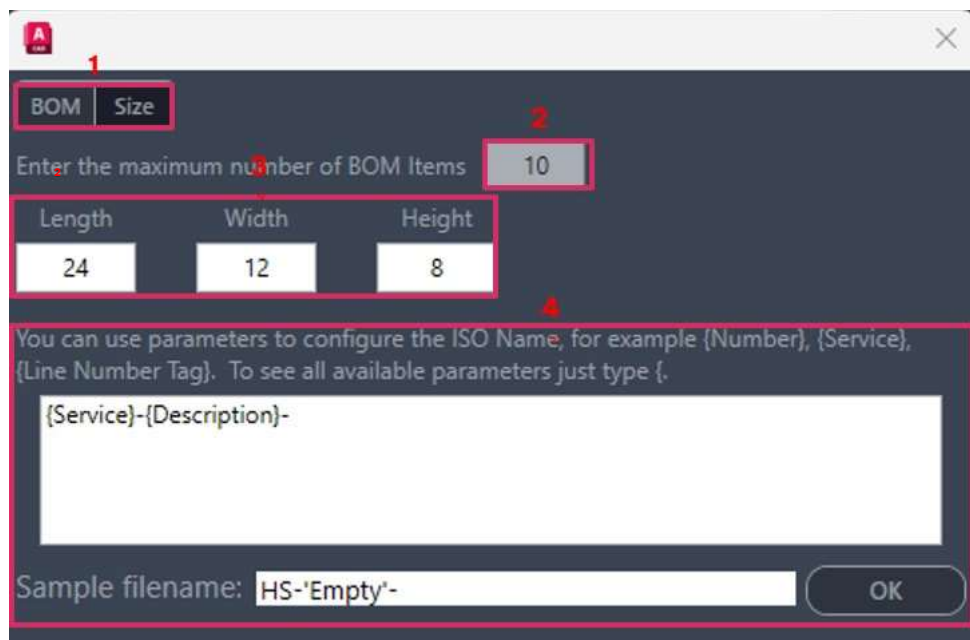 A
CAD
1
BOM Size
2
Enter the maximum number of BOM Items 10
3
Length Width Height
24 12 8
4
You can use parameters to configure the ISO Name, for example {Number}, {Service},
{Line Number Tag}. To see all available parameters just type {.
{Service}-{Description}-
Sample filename: HS-'Empty'-
OK